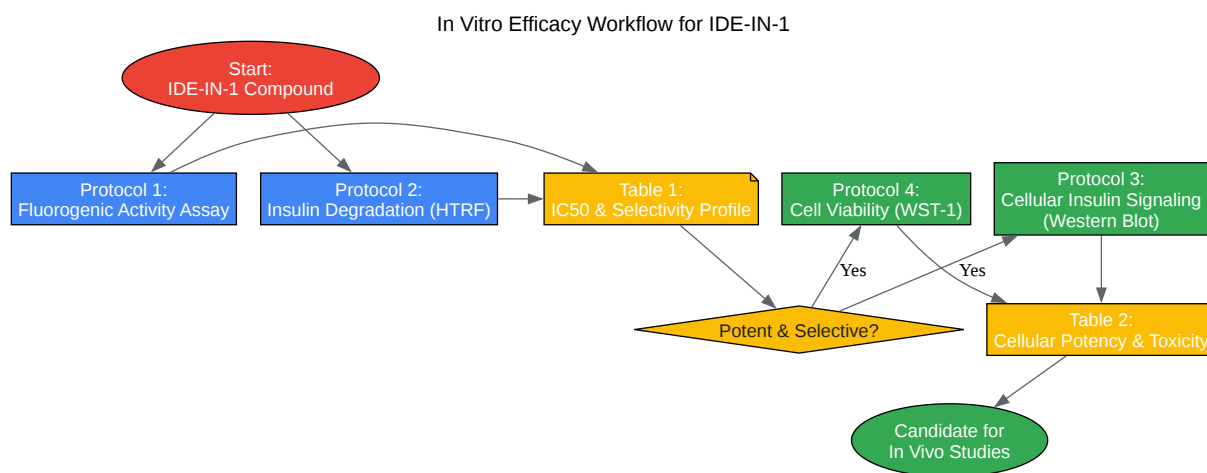 In Vitro Efficacy Workflow for IDE-IN-1
Start:
IDE-IN-1 Compound
Protocol 1:
Fluorogenic Activity Assay
Protocol 2:
Insulin Degradation (HTRF)
Table 1:
IC50 & Selectivity Profile
Protocol 4:
Cell Viability (WST-1)
Protocol 3:
Cellular Insulin Signaling
(Western Blot)
Yes
Yes
Potent & Selective?
Table 2:
Cellular Potency & Toxicity
Candidate for
In Vivo Studies